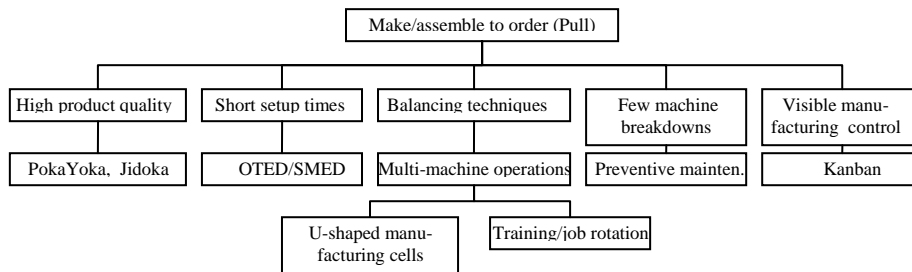 Make/assemble to order (Pull)
High product quality
Short setup times
Balancing techniques
Few machine
breakdowns
Visible manu-
facturing control
PokaYoka, Jidoka
OTED/SMED
Multi-machine operations
Preventive mainten.
Kanban
U-shaped manu-
facturing cells
Training/job rotation